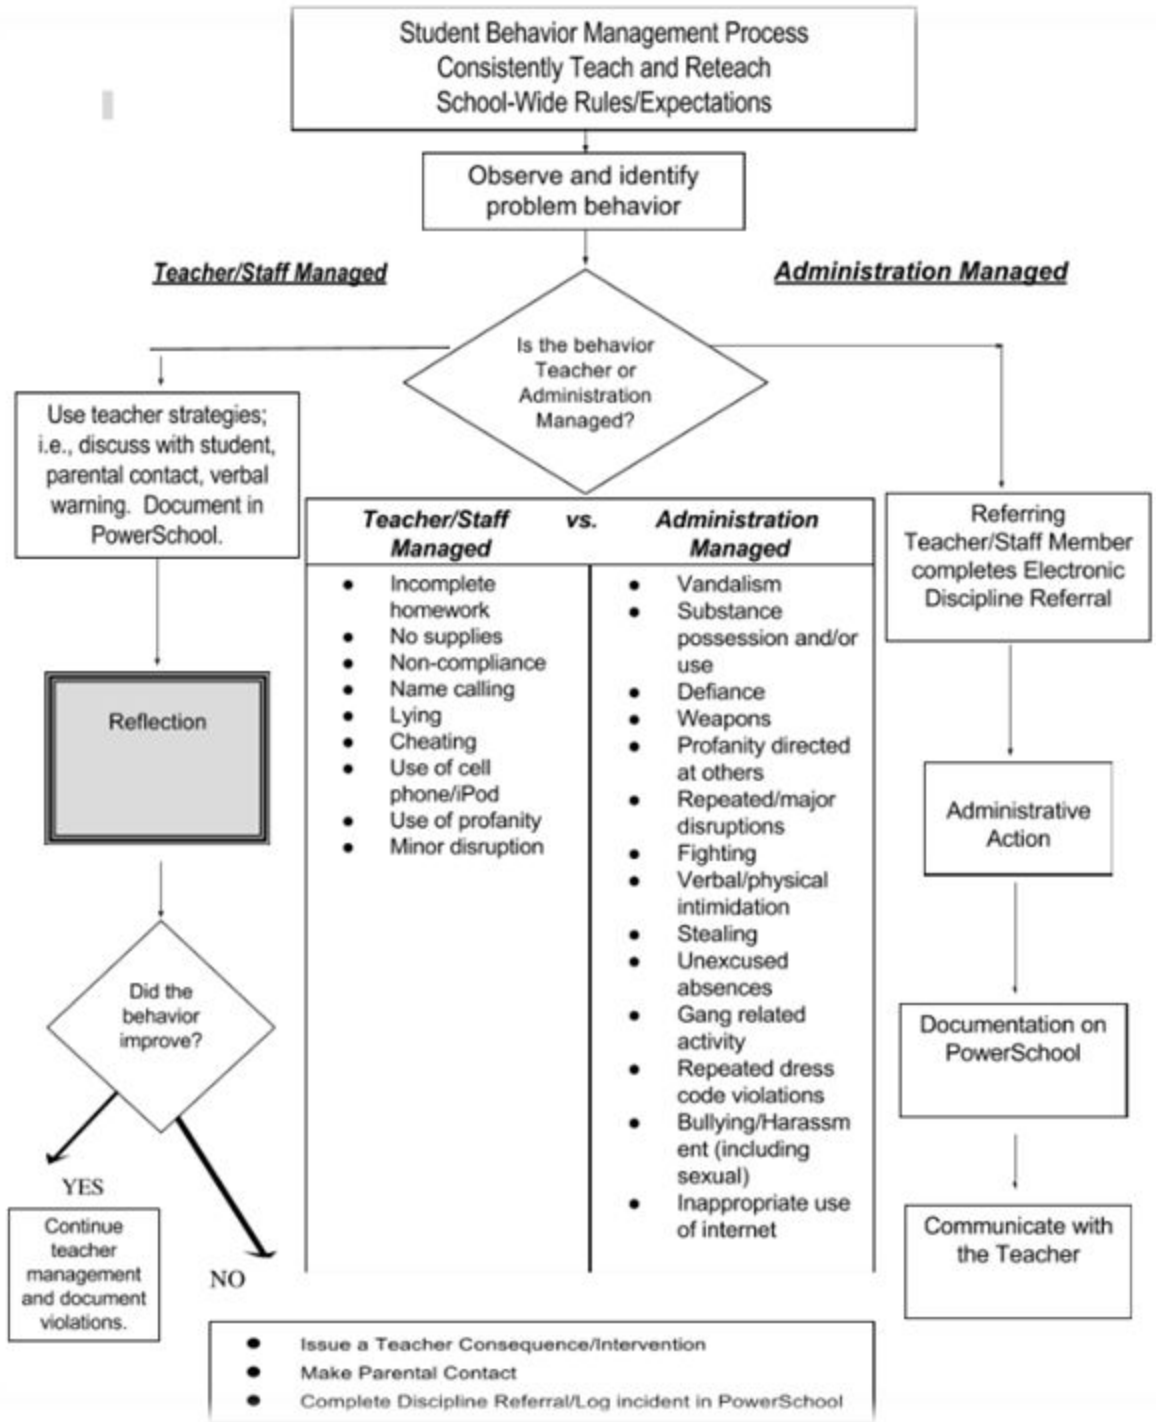 Student Behavior Management Process
Consistently Teach and Reteach
School-Wide Rules/Expectations
Observe and identify
problem behavior
Teacher/Staff Managed
Administration Managed
Is the behavior
Teacher or
Administration
Managed?
Use teacher strategies;
i.e., discuss with student,
parental contact, verbal
warning. Document in
PowerSchool.
Reflection
Did the
behavior
improve?
YES
Continue
teacher
management
and document
violations.
NO
Teacher/Staff vs. Administration
Managed Managed
● Incomplete
homework
● No supplies
● Non-compliance
● Name calling
● Lying
● Cheating
● Use of cell
phone/iPod
● Use of profanity
● Minor disruption
● Vandalism
● Substance
possession and/or
use
● Defiance
● Weapons
● Profanity directed
at others
● Repeated/major
disruptions
● Fighting
● Verbal/physical
intimidation
● Stealing
● Unexcused
absences
● Gang related
activity
● Repeated dress
code violations
● Bullying/Harassm
ent (including
sexual)
● Inappropriate use
of internet
Referring
Teacher/Staff Member
completes Electronic
Discipline Referral
Administrative
Action
Documentation on
PowerSchool
Communicate with
the Teacher
● Issue a Teacher Consequence/Intervention
● Make Parental Contact
● Complete Discipline Referral/Log incident in PowerSchool